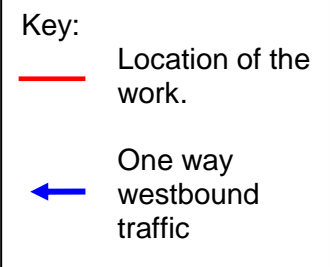 Key:
Location of the
work.
One way
westbound
traffic